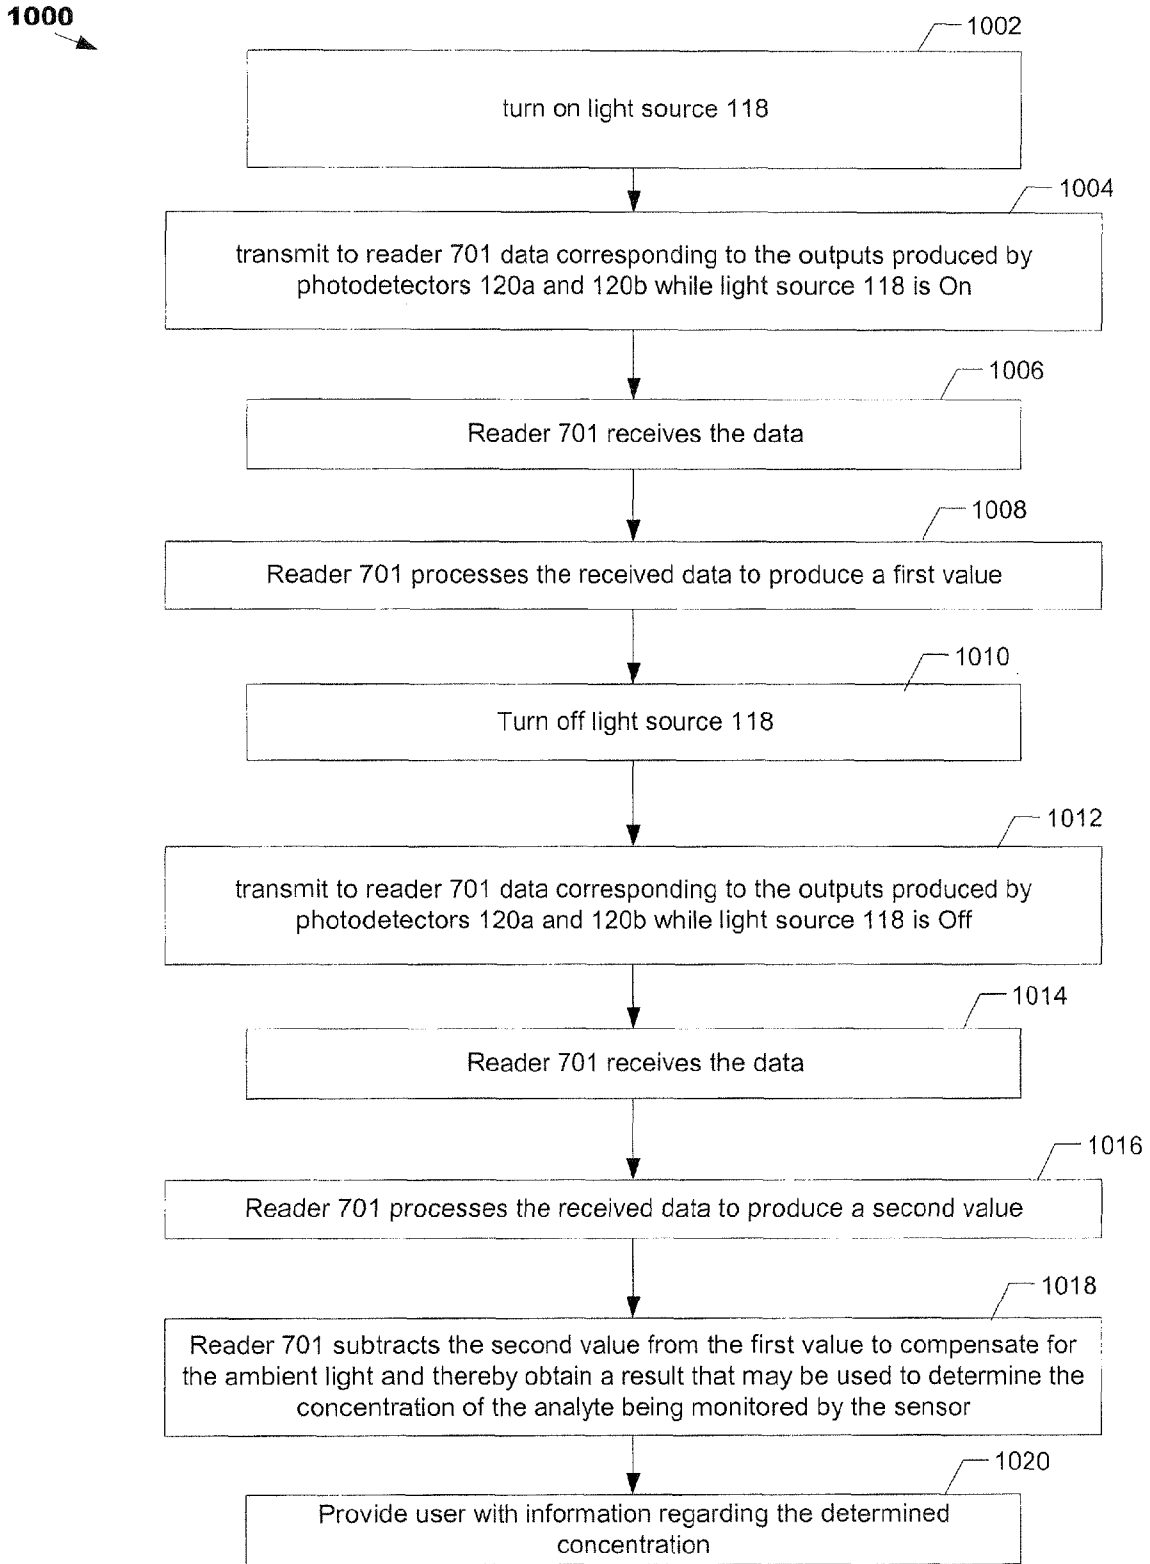 1000
1002
turn on light source 118
1004
transmit to reader 701 data corresponding to the outputs produced by
photodetectors 120a and 120b while light source 118 is On
1006
Reader 701 receives the data
1008
Reader 701 processes the received data to produce a first value
1010
Turn off light source 118
1012
transmit to reader 701 data corresponding to the outputs produced by
photodetectors 120a and 120b while light source 118 is Off
1014
Reader 701 receives the data
1016
Reader 701 processes the received data to produce a second value
1018
Reader 701 subtracts the second value from the first value to compensate for
the ambient light and thereby obtain a result that may be used to determine the
concentration of the analyte being monitored by the sensor
1020
Provide user with information regarding the determined
concentration